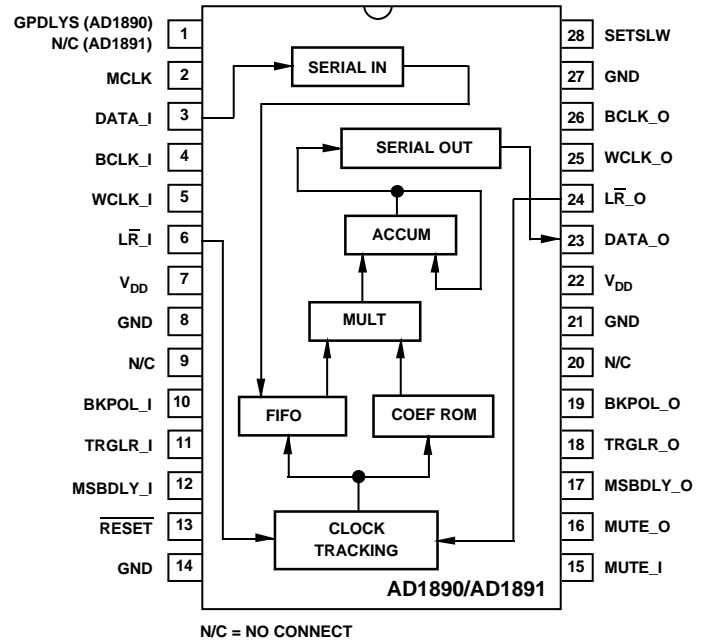 GPDLYS (AD1890)
N/C (AD1891)
1
MCLK 2
DATA_I 3
BCLK_I 4
WCLK_I 5
LR̅_I 6
VDD 7
GND 8
N/C 9
BKPOL_I 10
TRGLR_I 11
MSBDLY_I 12
R̅E̅S̅E̅T̅ 13
GND 14
SERIAL IN
SERIAL OUT
ACCUM
MULT
FIFO
COEF ROM
CLOCK
TRACKING
AD1890/AD1891
28 SETSLW
27 GND
26 BCLK_O
25 WCLK_O
24 LR̅_O
23 DATA_O
22 VDD
21 GND
20 N/C
19 BKPOL_O
18 TRGLR_O
17 MSBDLY_O
16 MUTE_O
15 MUTE_I
N/C = NO CONNECT